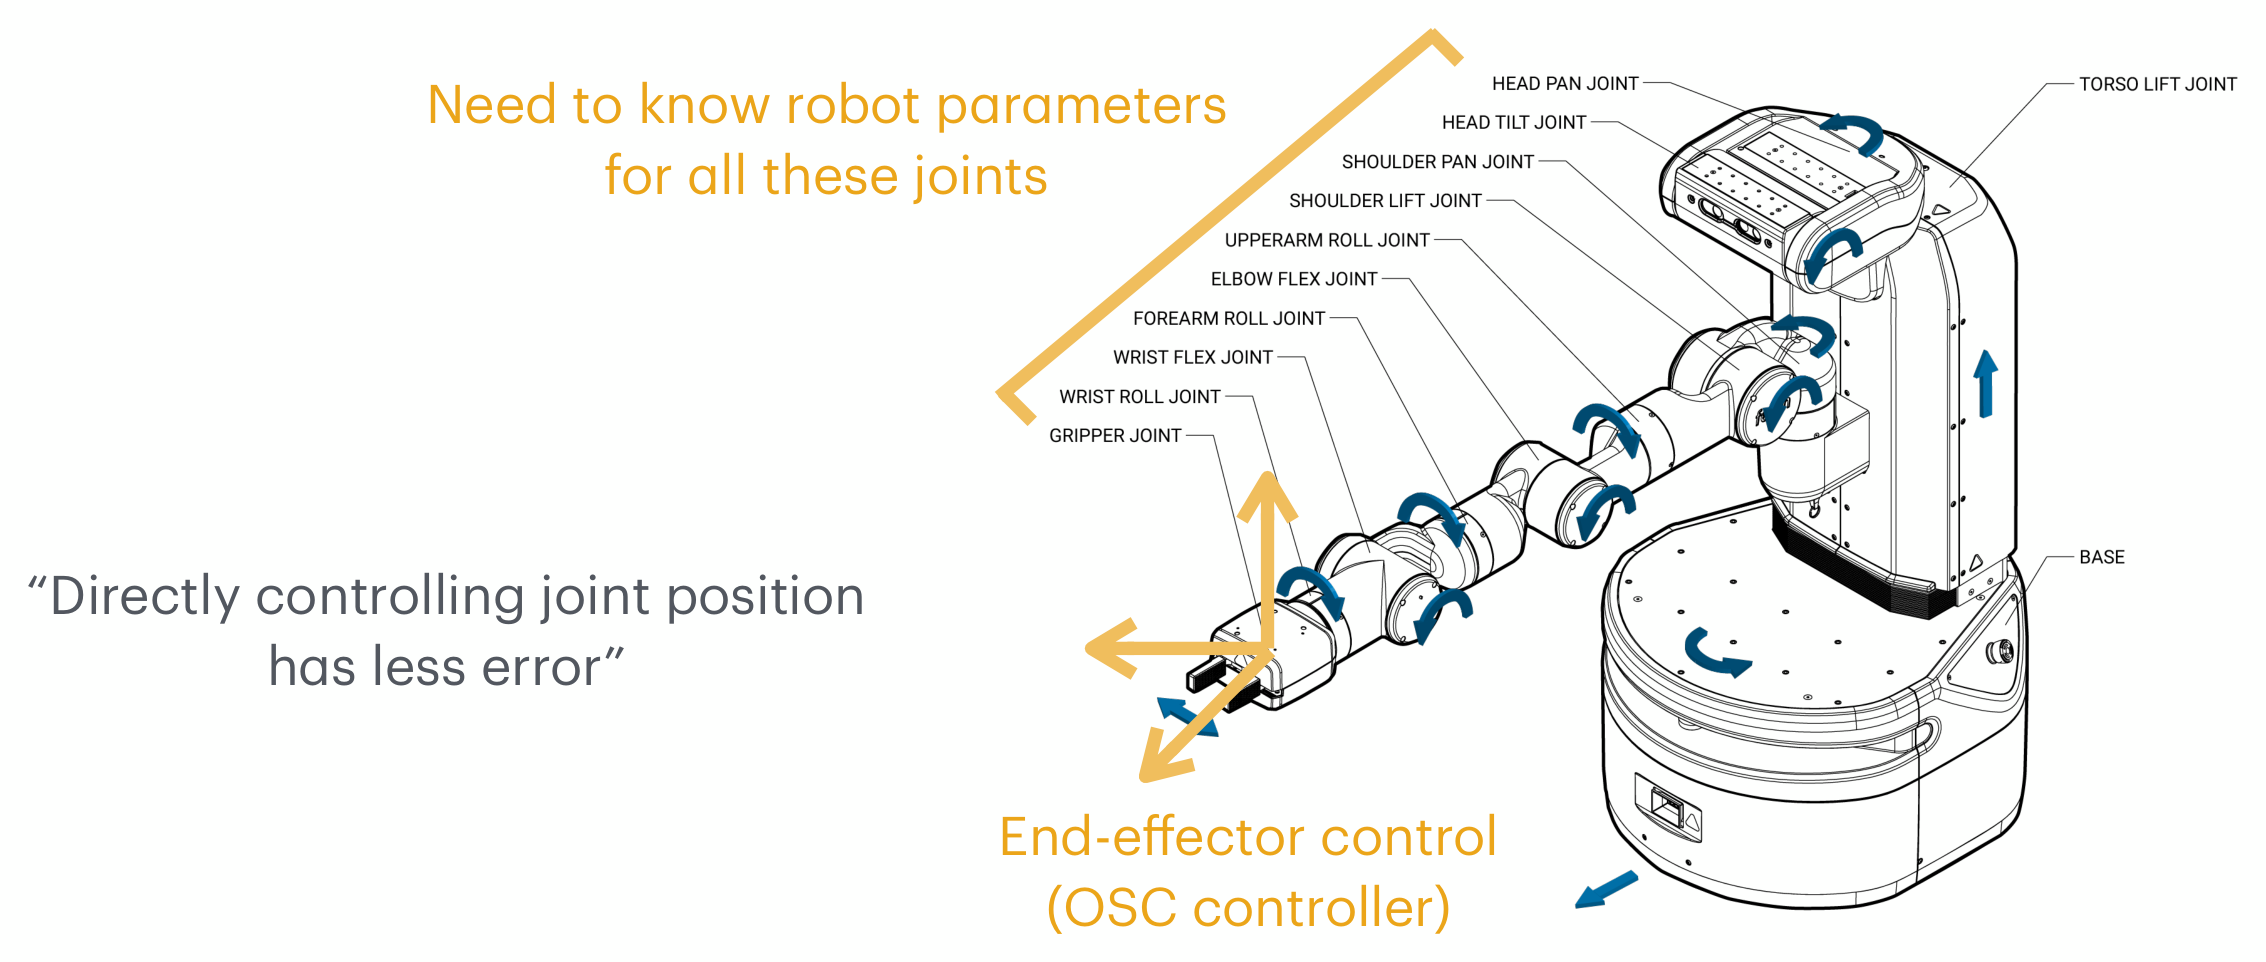 Need to know robot parameters
for all these joints
HEAD PAN JOINT
TORSO LIFT JOINT
HEAD TILT JOINT
SHOULDER PAN JOINT
SHOULDER LIFT JOINT
UPPERARM ROLL JOINT
ELBOW FLEX JOINT
FOREARM ROLL JOINT
WRIST FLEX JOINT
WRIST ROLL JOINT
GRIPPER JOINT
BASE
“Directly controlling joint position
has less error”
End-effector control
(OSC controller)